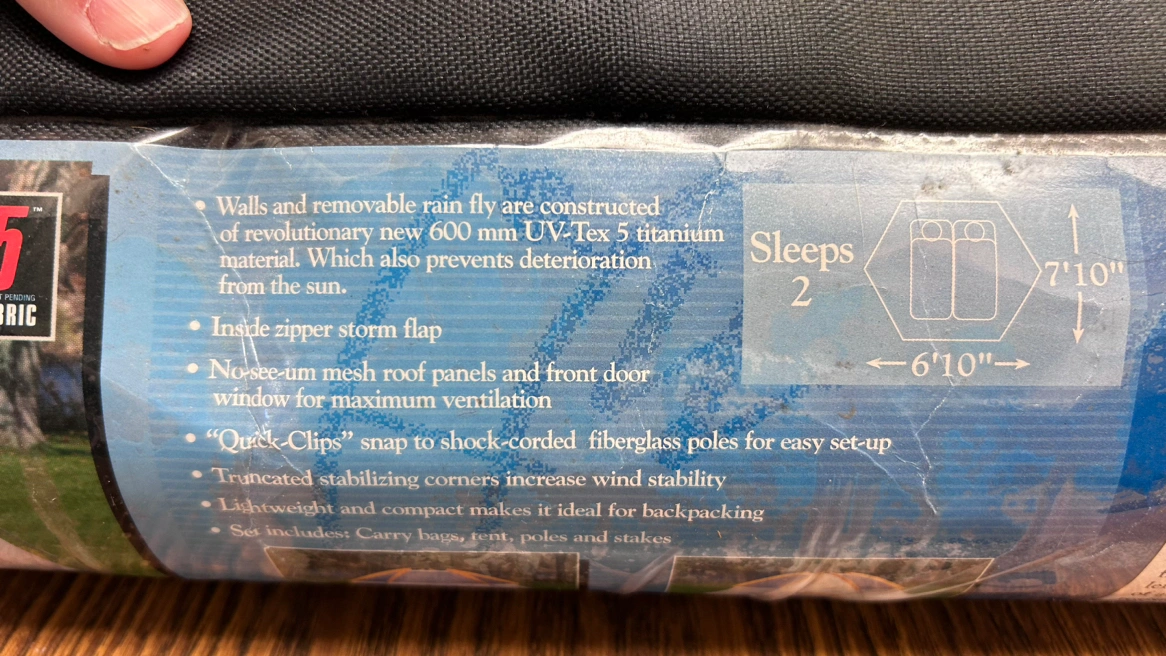 5™
T PENDING
BRIC
• Walls and removable rain fly are constructed
of revolutionary new 600 mm UV-Tex 5 titanium
material. Which also prevents deterioration
from the sun.
• Inside zipper storm flap
• No-see-um mesh roof panels and front door
window for maximum ventilation
• “Quick-Clips” snap to shock-corded fiberglass poles for easy set-up
• Truncated stabilizing corners increase wind stability
• Lightweight and compact makes it ideal for backpacking
• Set includes: Carry bags, tent, poles and stakes
Sleeps
2
7'10"
6'10"